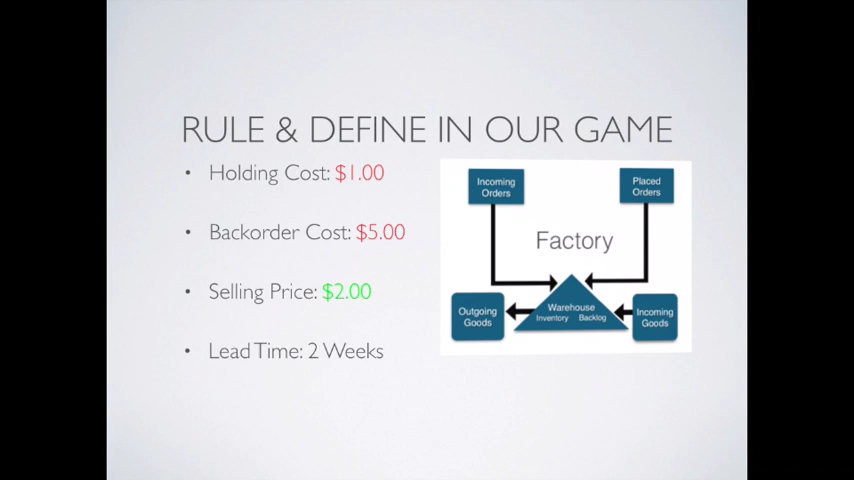 RULE & DEFINE IN OUR GAME
• Holding Cost: $1.00
• Backorder Cost: $5.00
• Selling Price: $2.00
• Lead Time: 2 Weeks
Incoming
Orders
Placed
Orders
Factory
Outgoing
Goods
Warehouse
Inventory Backlog
Incoming
Goods